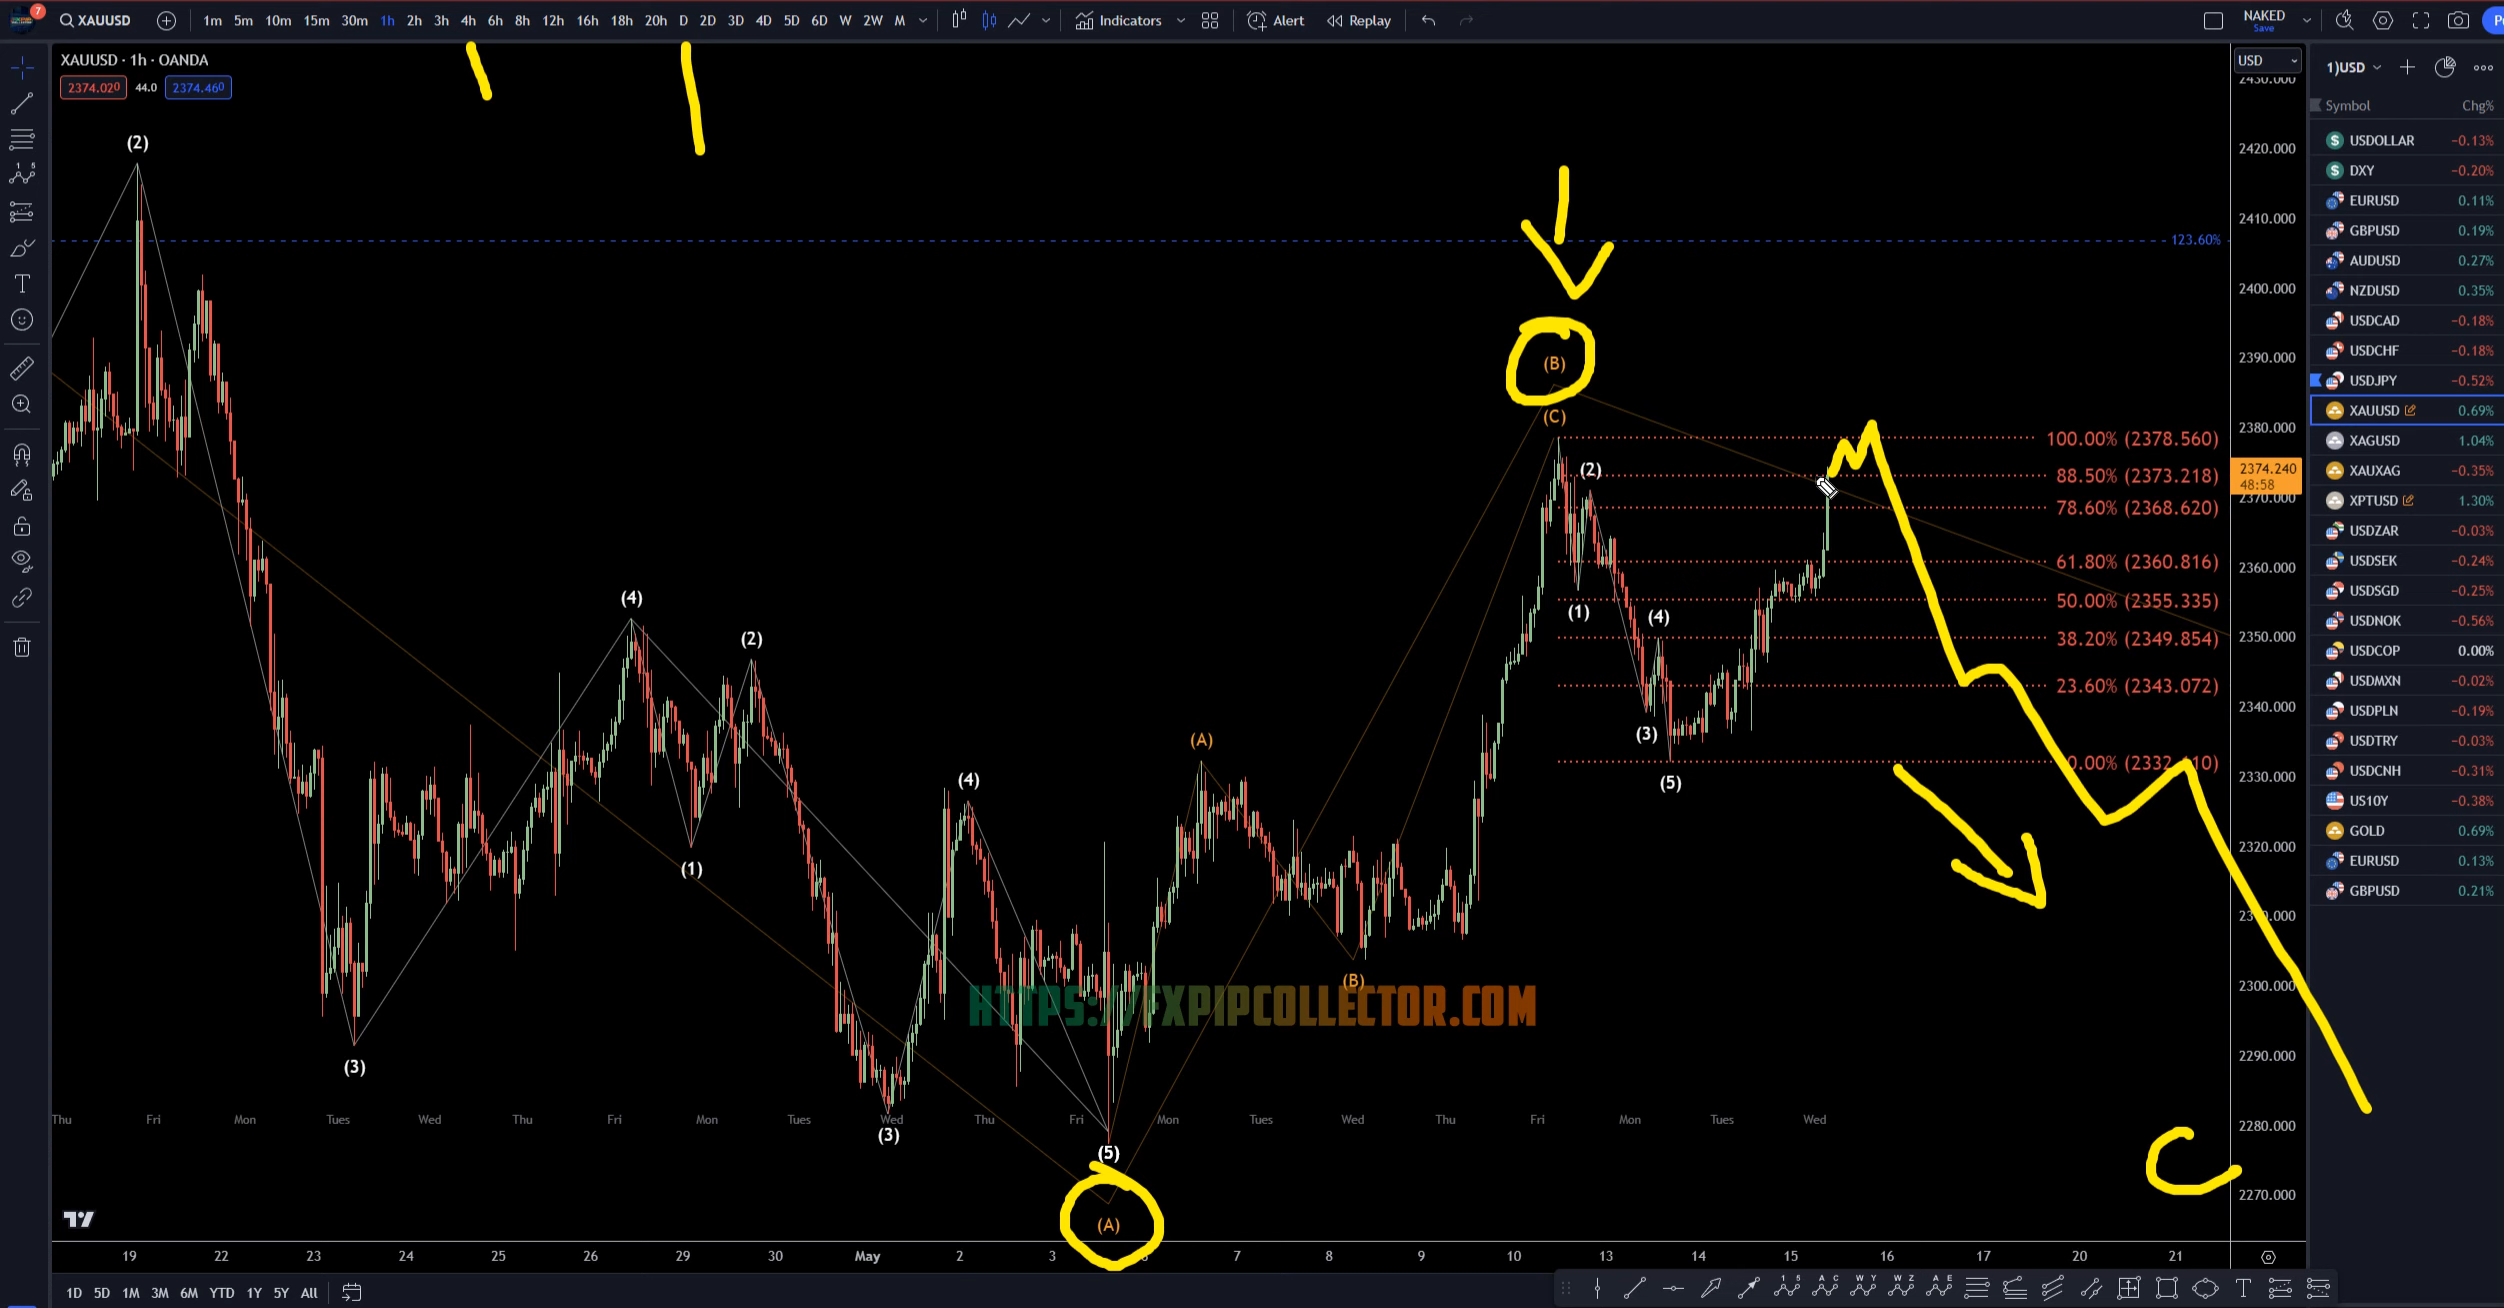 7 XAUUSD 1m 5m 10m 15m 30m 1h 2h 3h 4h 6h 8h 12h 16h 18h 20h D 2D 3D 4D 5D 6D W 2W M Indicators Alert Replay NAKED
Save
XAUUSD · 1h · OANDA
2374.020 44.0 2374.460
USD
1)USD
Symbol Chg%
USDOLLAR −0.13%
DXY −0.20%
EURUSD 0.11%
GBPUSD 0.19%
AUDUSD 0.27%
NZDUSD 0.35%
USDCAD −0.18%
USDCHF −0.18%
USDJPY −0.52%
XAUUSD 0.69%
XAGUSD 1.04%
XAUXAG −0.35%
XPTUSD 1.30%
USDZAR −0.03%
USDSEK −0.24%
USDSGD −0.25%
USDNOK −0.56%
USDCOP 0.00%
USDMXN −0.02%
USDPLN −0.19%
USDTRY −0.03%
USDCNH −0.31%
US10Y −0.38%
GOLD 0.69%
EURUSD 0.13%
GBPUSD 0.21%
2430.000
2420.000
2410.000
2400.000
2390.000
2380.000
2374.240
48:58
2370.000
2360.000
2350.000
2340.000
2330.000
2320.000
2300.000
2290.000
2280.000
2270.000
123.60%
100.00% (2378.560)
88.50% (2373.218)
78.60% (2368.620)
61.80% (2360.816)
50.00% (2355.335)
38.20% (2349.854)
23.60% (2343.072)
0.00%
(2)
(B)
(C)
(2)
(4)
(1)
(4)
(2)
(3)
(A)
(4)
(5)
(1)
(B)
HTTPS://FXPIPCOLLECTOR.COM
(3)
(3)
(5)
(A)
C
Thu Fri Mon Tues Wed Thu Fri Mon Tues Wed Thu Fri Mon Tues Wed Thu Fri Mon Tues Wed
19 22 23 24 25 26 29 30 May 2 3 7 8 9 10 13 14 15 16 17 20 21
1D 5D 1M 3M 6M YTD 1Y 5Y All